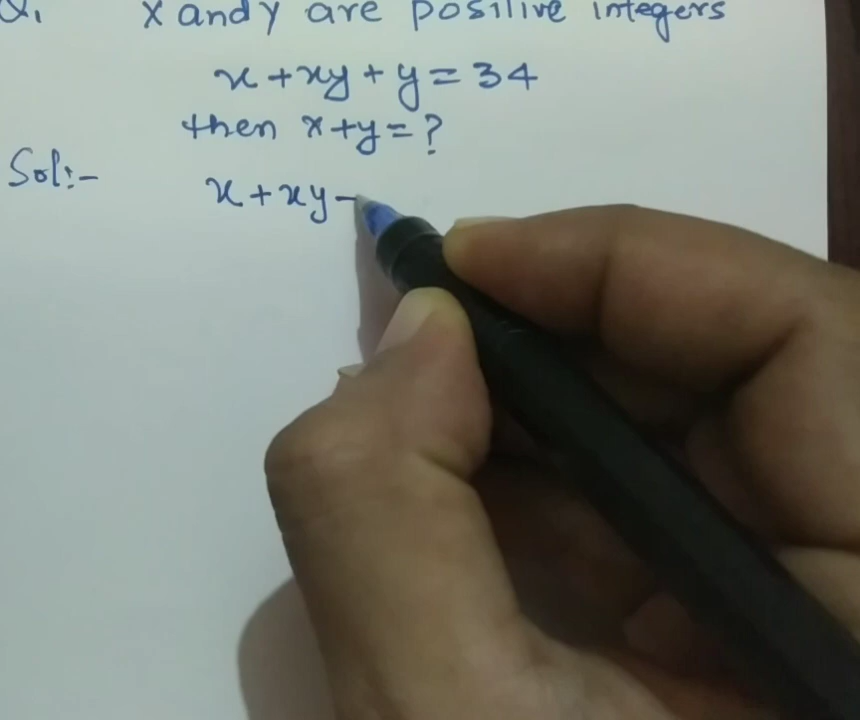 Q. x and y are positive integers
x + xy + y = 34
then x+y = ?
Sol:-
x + xy -